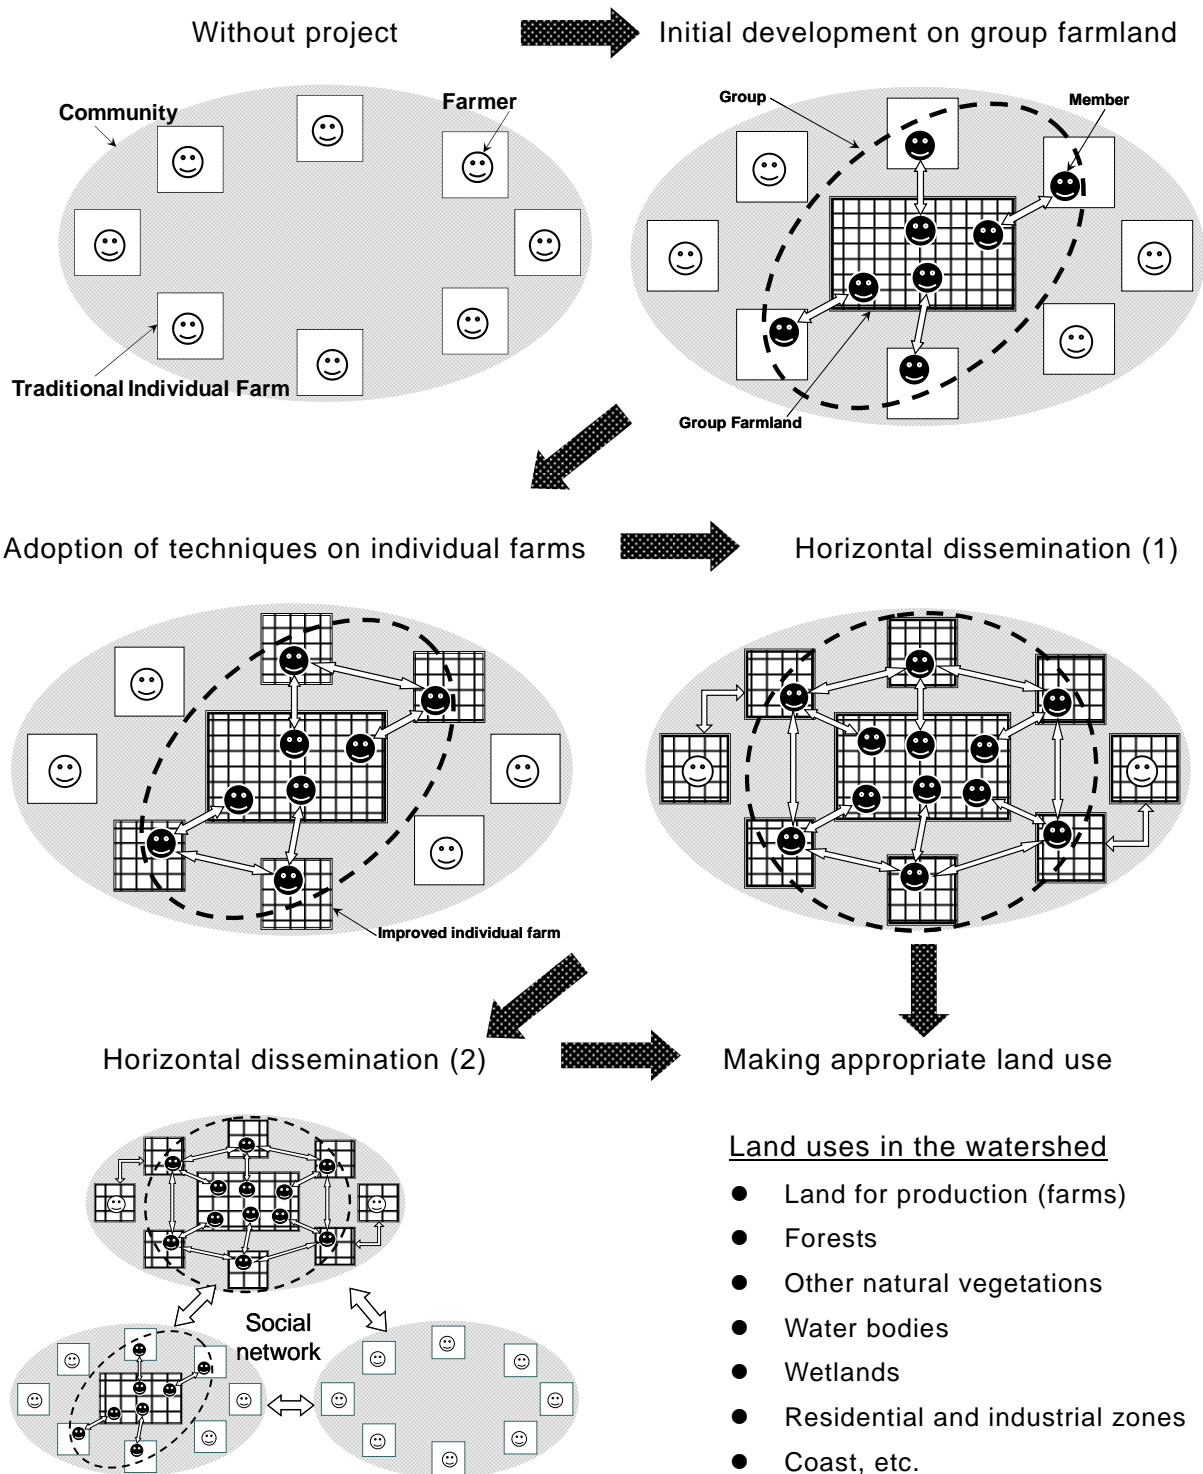 Without project
Initial development on group farmland
Community
Farmer
Traditional Individual Farm
Group
Member
Group Farmland
Adoption of techniques on individual farms
Horizontal dissemination (1)
Improved individual farm
Horizontal dissemination (2)
Making appropriate land use
Social
network
Land uses in the watershed
● Land for production (farms)
● Forests
● Other natural vegetations
● Water bodies
● Wetlands
● Residential and industrial zones
● Coast, etc.